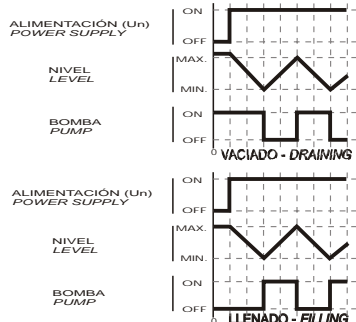 ALIMENTACIÓN (Un)
POWER SUPPLY
ON
OFF
NIVEL
LEVEL
MAX.
MIN.
BOMBA
PUMP
ON
OFF
0
VACIADO - DRAINING
ALIMENTACIÓN (Un)
POWER SUPPLY
ON
OFF
NIVEL
LEVEL
MAX.
MIN.
BOMBA
PUMP
ON
OFF
0
LLENADO - FILLING